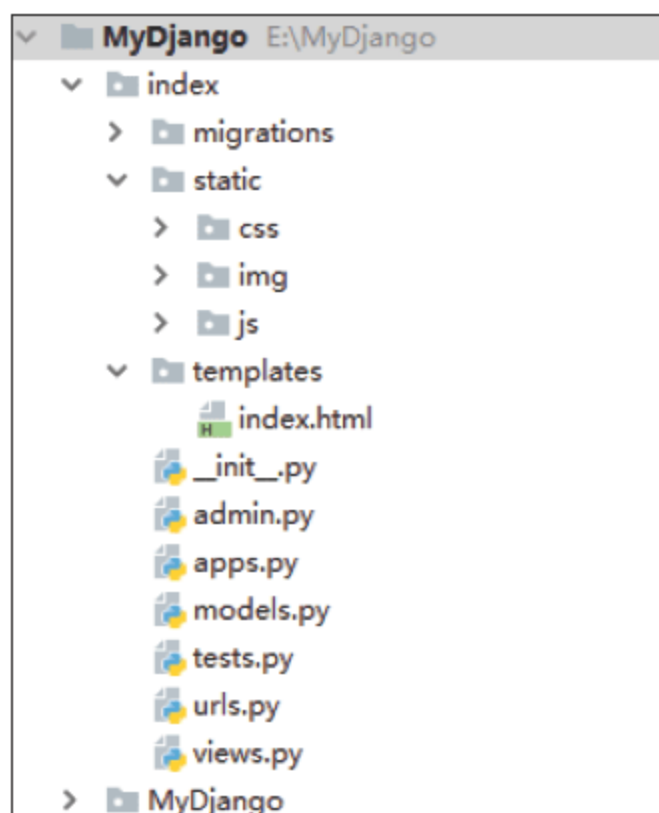 MyDjango E:\MyDjango
index
migrations
static
css
img
js
templates
index.html
__init__.py
admin.py
apps.py
models.py
tests.py
urls.py
views.py
MyDjango